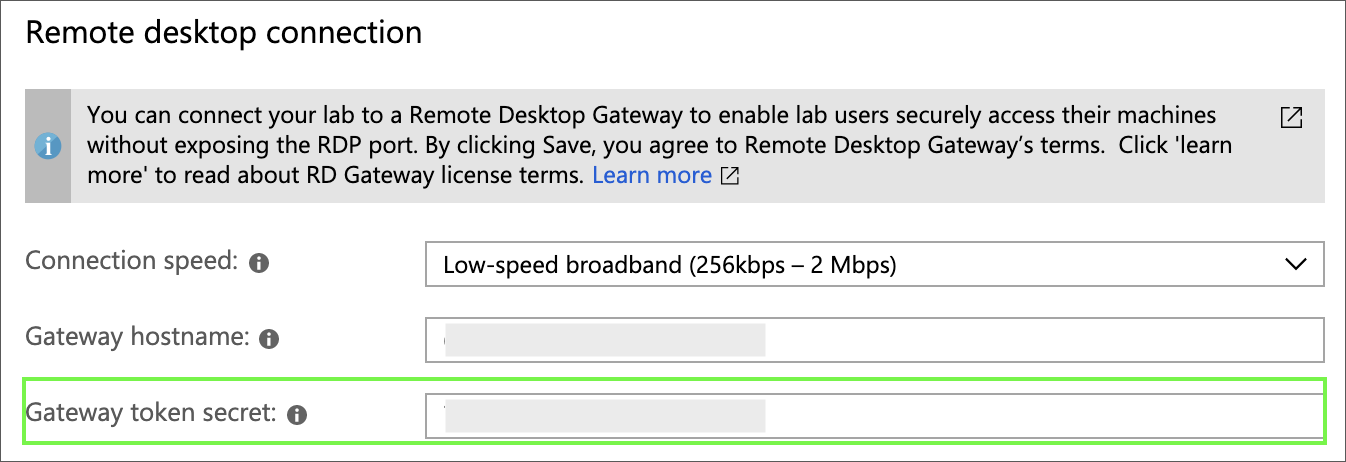 Remote desktop connection
You can connect your lab to a Remote Desktop Gateway to enable lab users securely access their machines
without exposing the RDP port. By clicking Save, you agree to Remote Desktop Gateway’s terms.  Click 'learn
more' to read about RD Gateway license terms. Learn more
Connection speed:
Low-speed broadband (256kbps – 2 Mbps)
Gateway hostname:
Gateway token secret: